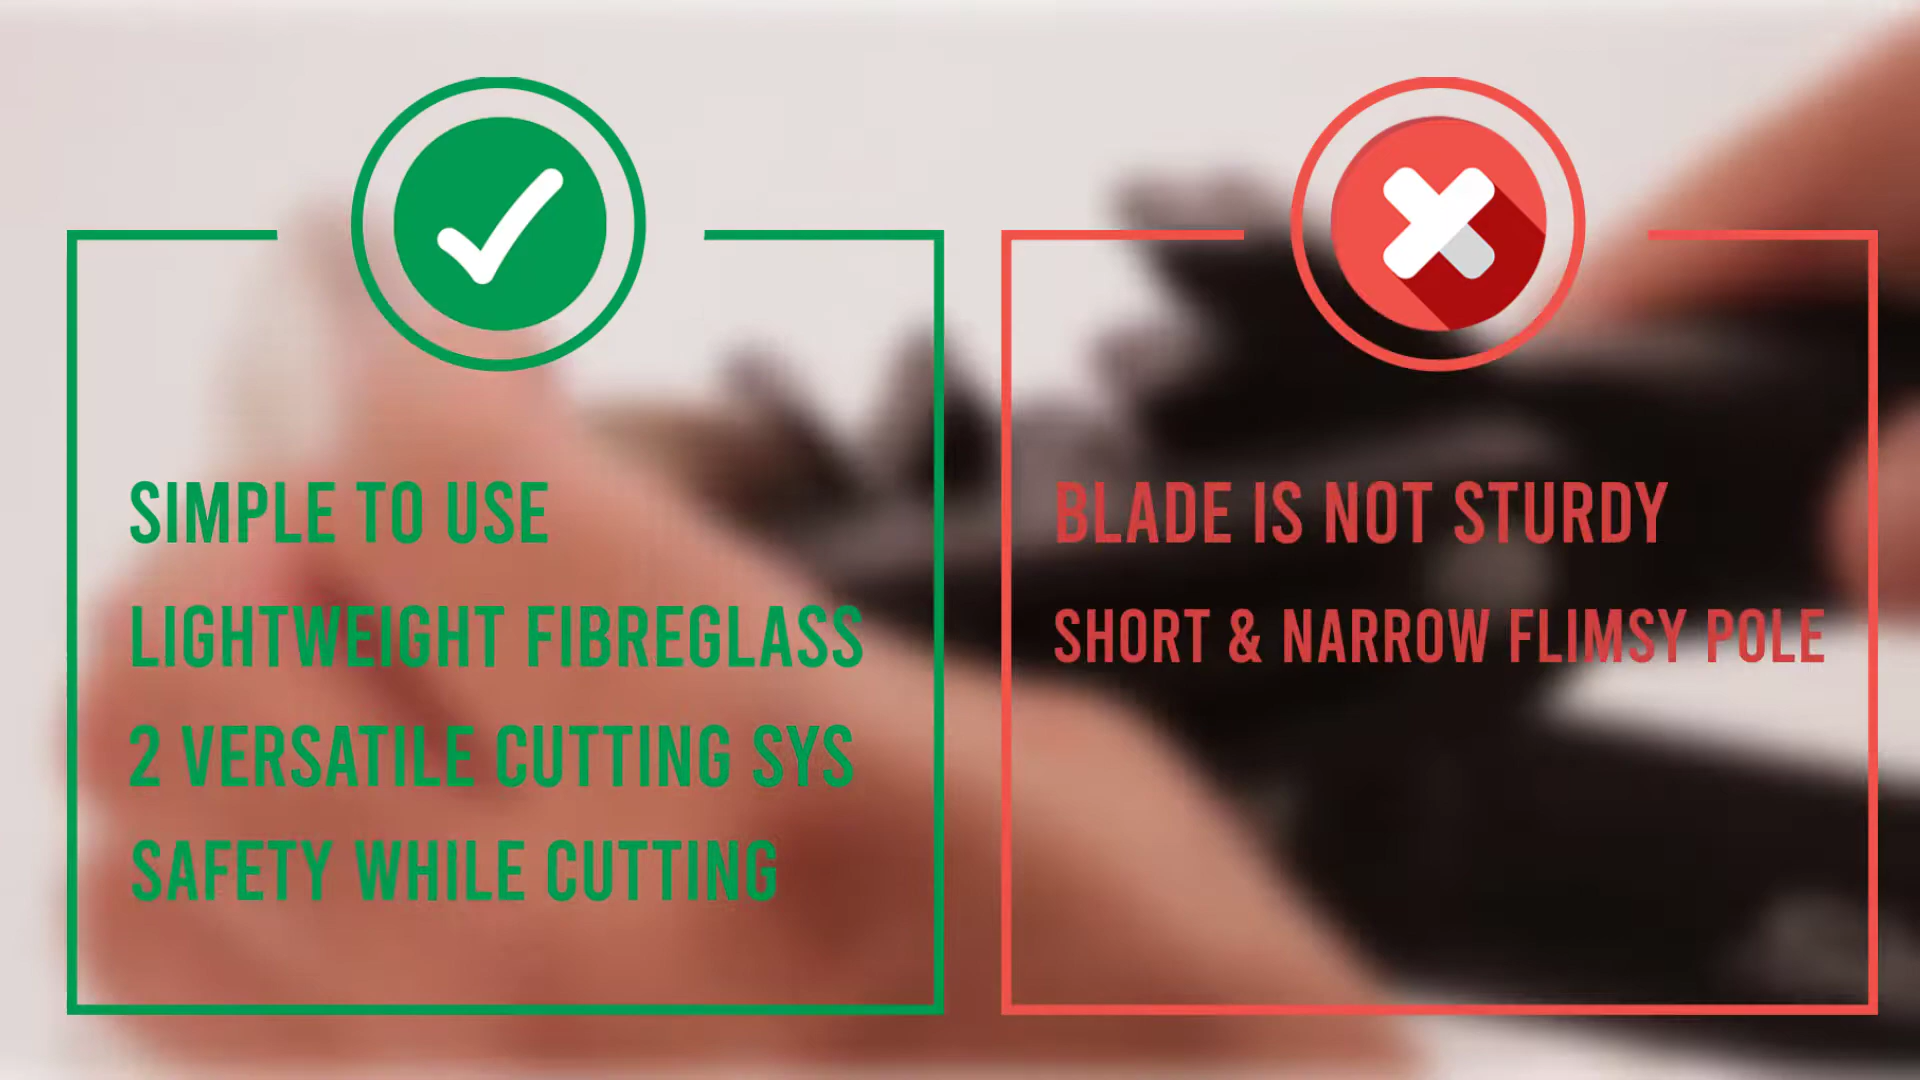 SIMPLE TO USE
LIGHTWEIGHT FIBREGLASS
2 VERSATILE CUTTING SYS
SAFETY WHILE CUTTING
BLADE IS NOT STURDY
SHORT & NARROW FLIMSY POLE